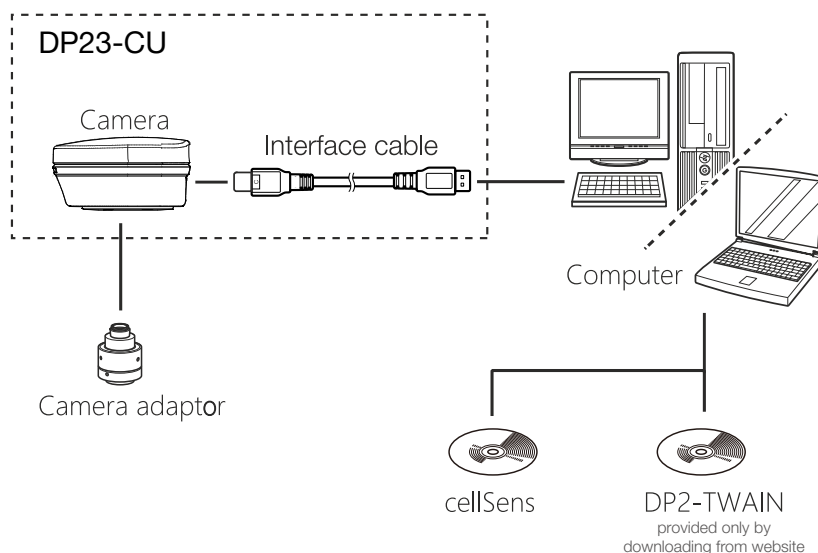 DP23-CU
Camera
Interface cable
Computer
Camera adaptor
cellSens
DP2-TWAIN
provided only by
downloading from website